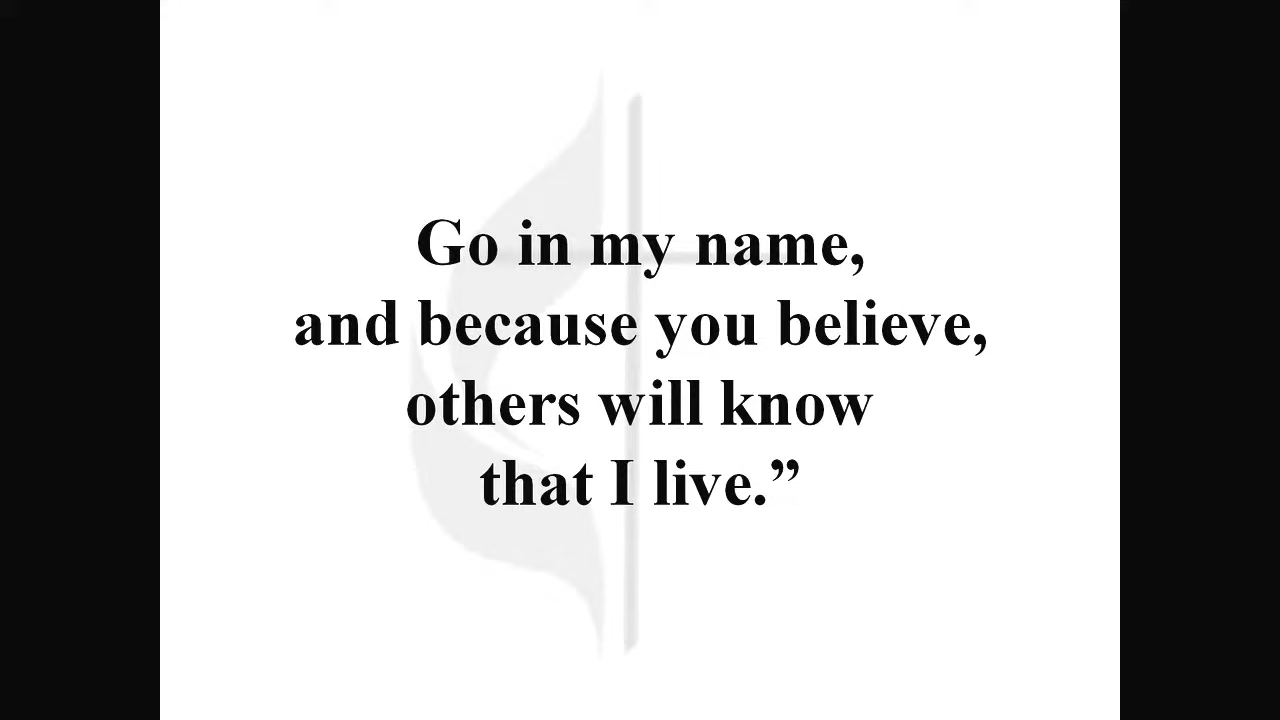 Go in my name,
and because you believe,
others will know
that I live.”